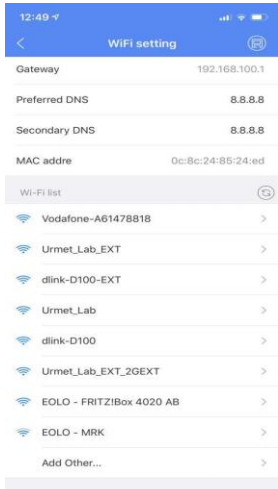 12:49
WiFi setting
Gateway 192.168.100.1
Preferred DNS 8.8.8.8
Secondary DNS 8.8.8.8
MAC addre 0c:8c:24:85:24:ed
Wi-Fi list
Vodafone-A61478818
Urmet_Lab_EXT
dlink-D100-EXT
Urmet_Lab
dlink-D100
Urmet_Lab_EXT_2GEXT
EOLO - FRITZ!Box 4020 AB
EOLO - MRK
Add Other...